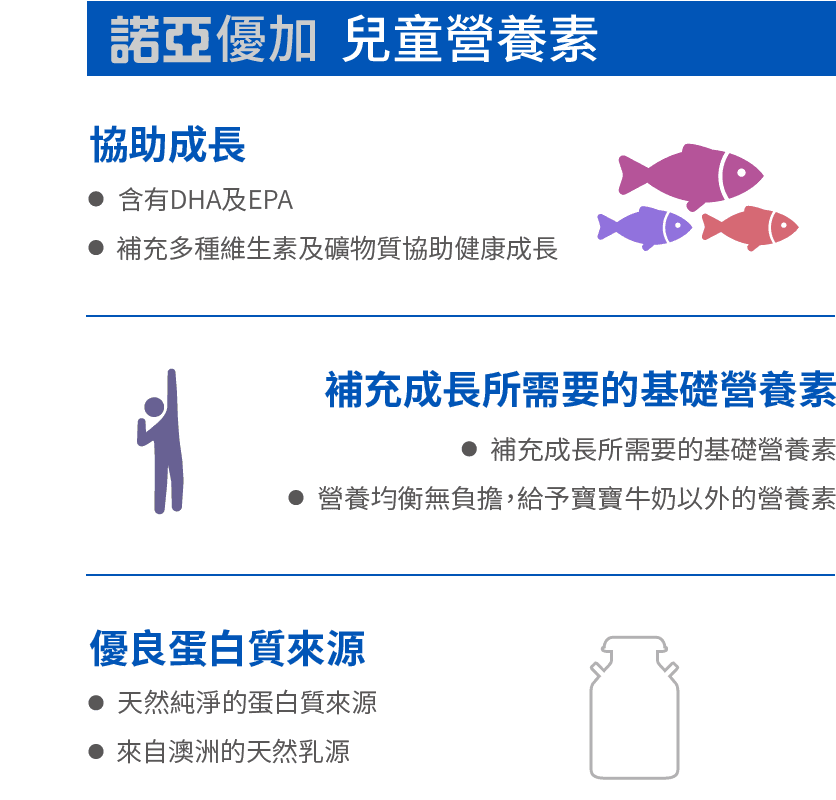 諾亞優加 兒童營養素
協助成長
● 含有DHA及EPA
● 補充多種維生素及礦物質協助健康成長
補充成長所需要的基礎營養素
● 補充成長所需要的基礎營養素
● 營養均衡無負擔，給予寶寶牛奶以外的營養素
優良蛋白質來源
● 天然純淨的蛋白質來源
● 來自澳洲的天然乳源